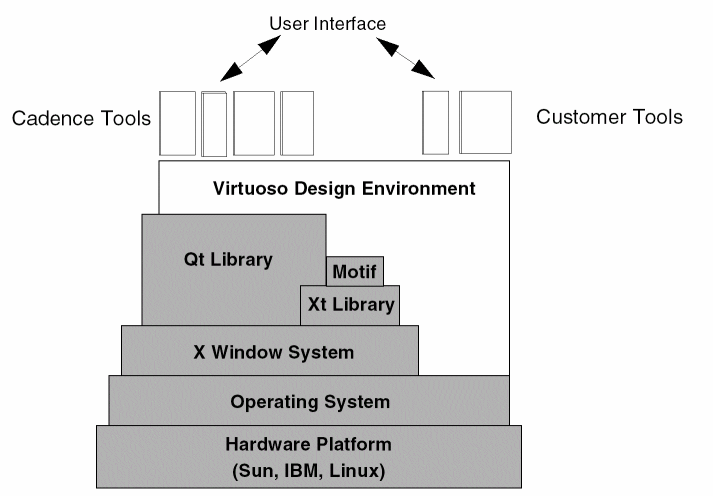 User Interface
Cadence Tools
Customer Tools
Virtuoso Design Environment
Qt Library
Motif
Xt Library
X Window System
Operating System
Hardware Platform
(Sun, IBM, Linux)